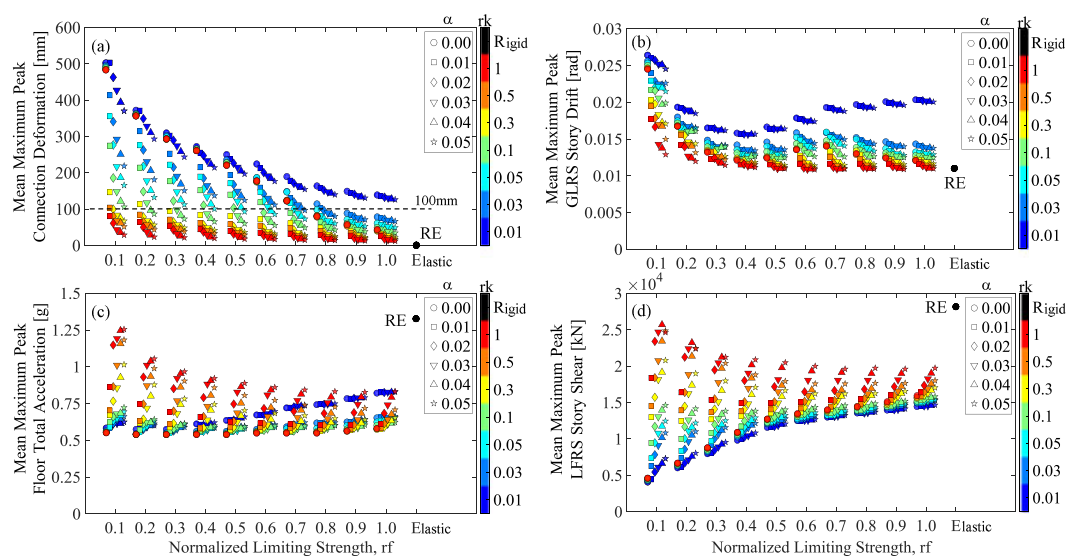 (a)
Mean Maximum Peak
Connection Deformation [mm]
600
500
400
300
200
100
0
100mm
RE
0.1 0.2 0.3 0.4 0.5 0.6 0.7 0.8 0.9 1.0 Elastic
α
0.00
0.01
0.02
0.03
0.04
0.05
rk
Rigid
1
0.5
0.3
0.1
0.05
0.03
0.01
(b)
Mean Maximum Peak
GLRS Story Drift [rad]
0.03
0.025
0.02
0.015
0.01
0.005
0
RE
0.1 0.2 0.3 0.4 0.5 0.6 0.7 0.8 0.9 1.0 Elastic
α
0.00
0.01
0.02
0.03
0.04
0.05
rk
Rigid
1
0.5
0.3
0.1
0.05
0.03
0.01
(c)
Mean Maximum Peak
Floor Total Acceleration [g]
1.5
1.25
1
0.75
0.5
0.25
0
RE
0.1 0.2 0.3 0.4 0.5 0.6 0.7 0.8 0.9 1.0 Elastic
Normalized Limiting Strength, rf
α
0.00
0.01
0.02
0.03
0.04
0.05
rk
Rigid
1
0.5
0.3
0.1
0.05
0.03
0.01
(d)
Mean Maximum Peak
LFRS Story Shear [kN]
×10⁴
3
2.5
2
1.5
1
0.5
0
RE
0.1 0.2 0.3 0.4 0.5 0.6 0.7 0.8 0.9 1.0 Elastic
Normalized Limiting Strength, rf
α
0.00
0.01
0.02
0.03
0.04
0.05
rk
Rigid
1
0.5
0.3
0.1
0.05
0.03
0.01